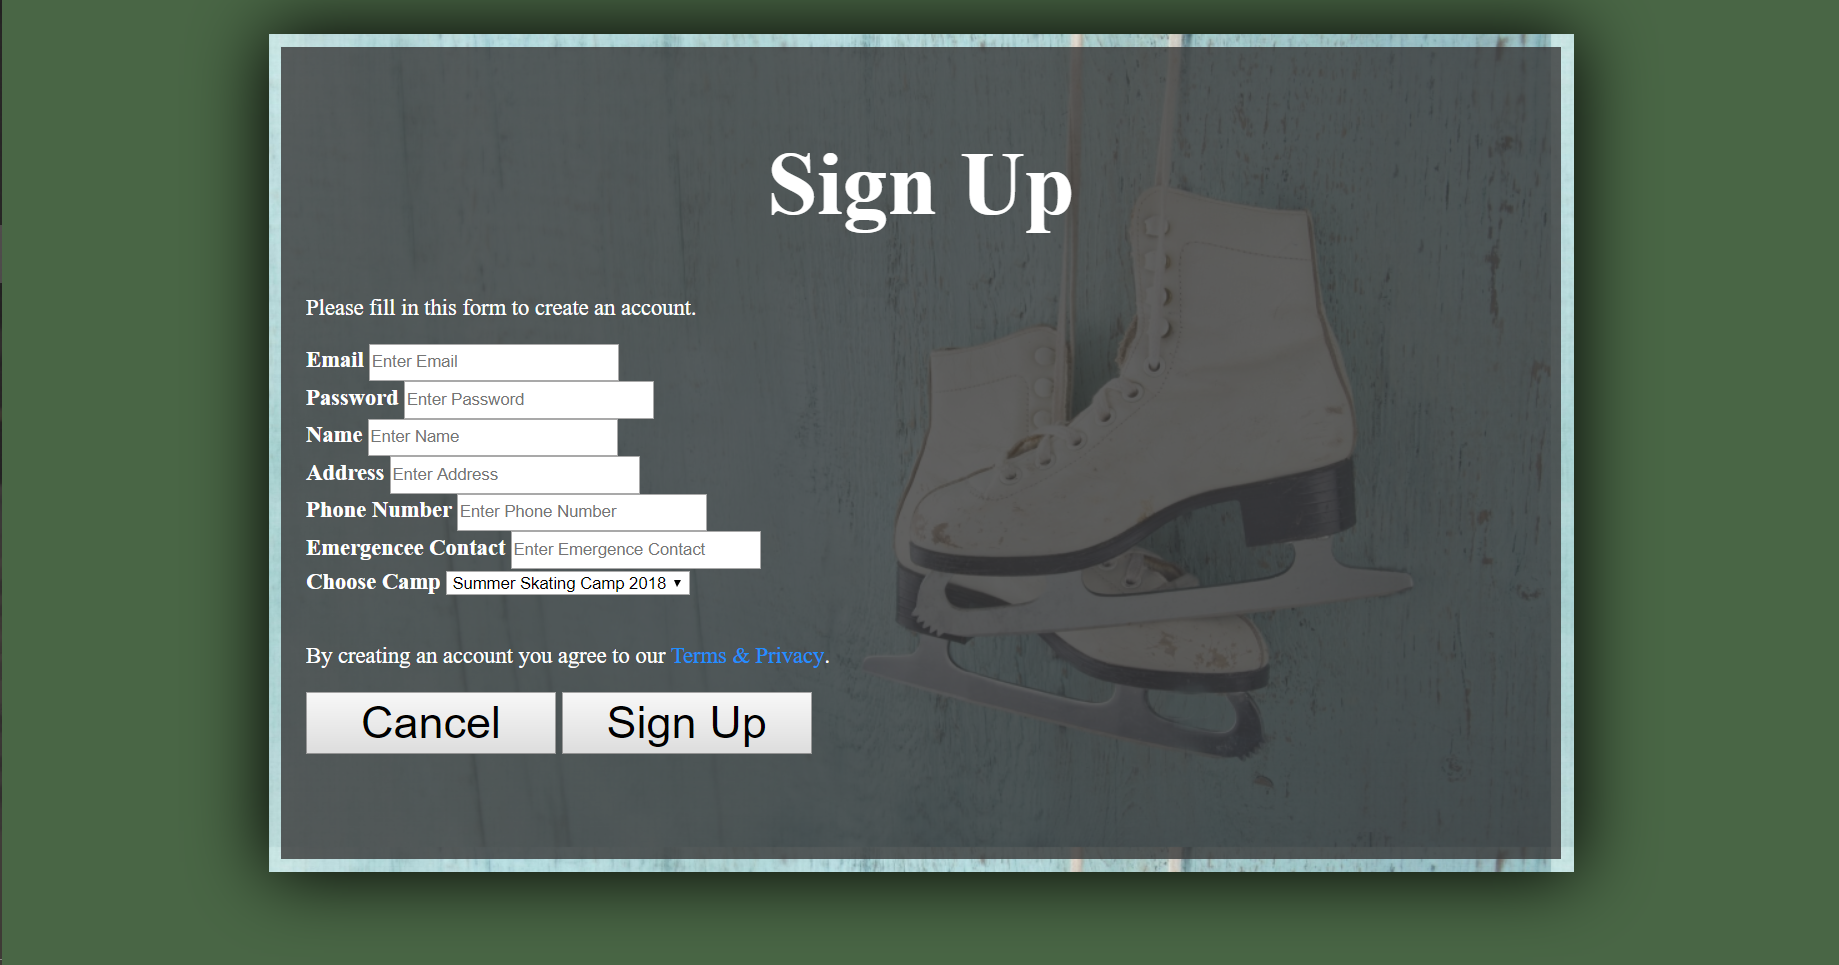 Sign Up
Please fill in this form to create an account.
Email Enter Email
Password Enter Password
Name Enter Name
Address Enter Address
Phone Number Enter Phone Number
Emergencee Contact Enter Emergence Contact
Choose Camp Summer Skating Camp 2018
By creating an account you agree to our Terms & Privacy.
Cancel Sign Up